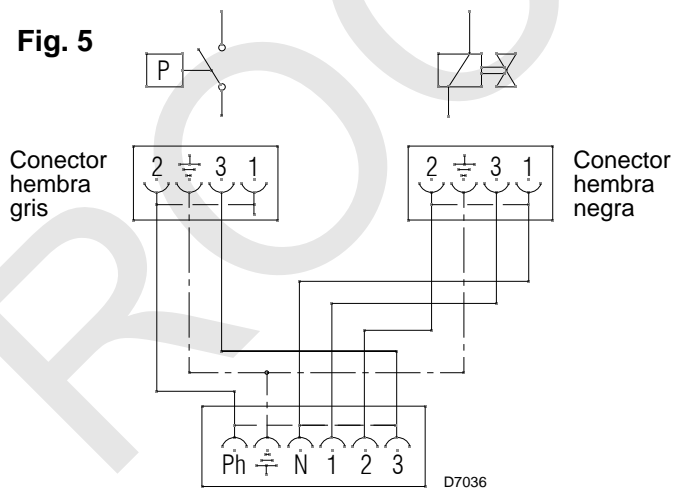 Fig. 5
P
Conector
hembra
gris
2 ⏚ 3 1
2 ⏚ 3 1
Conector
hembra
negra
Ph ⏚ N 1 2 3
D7036